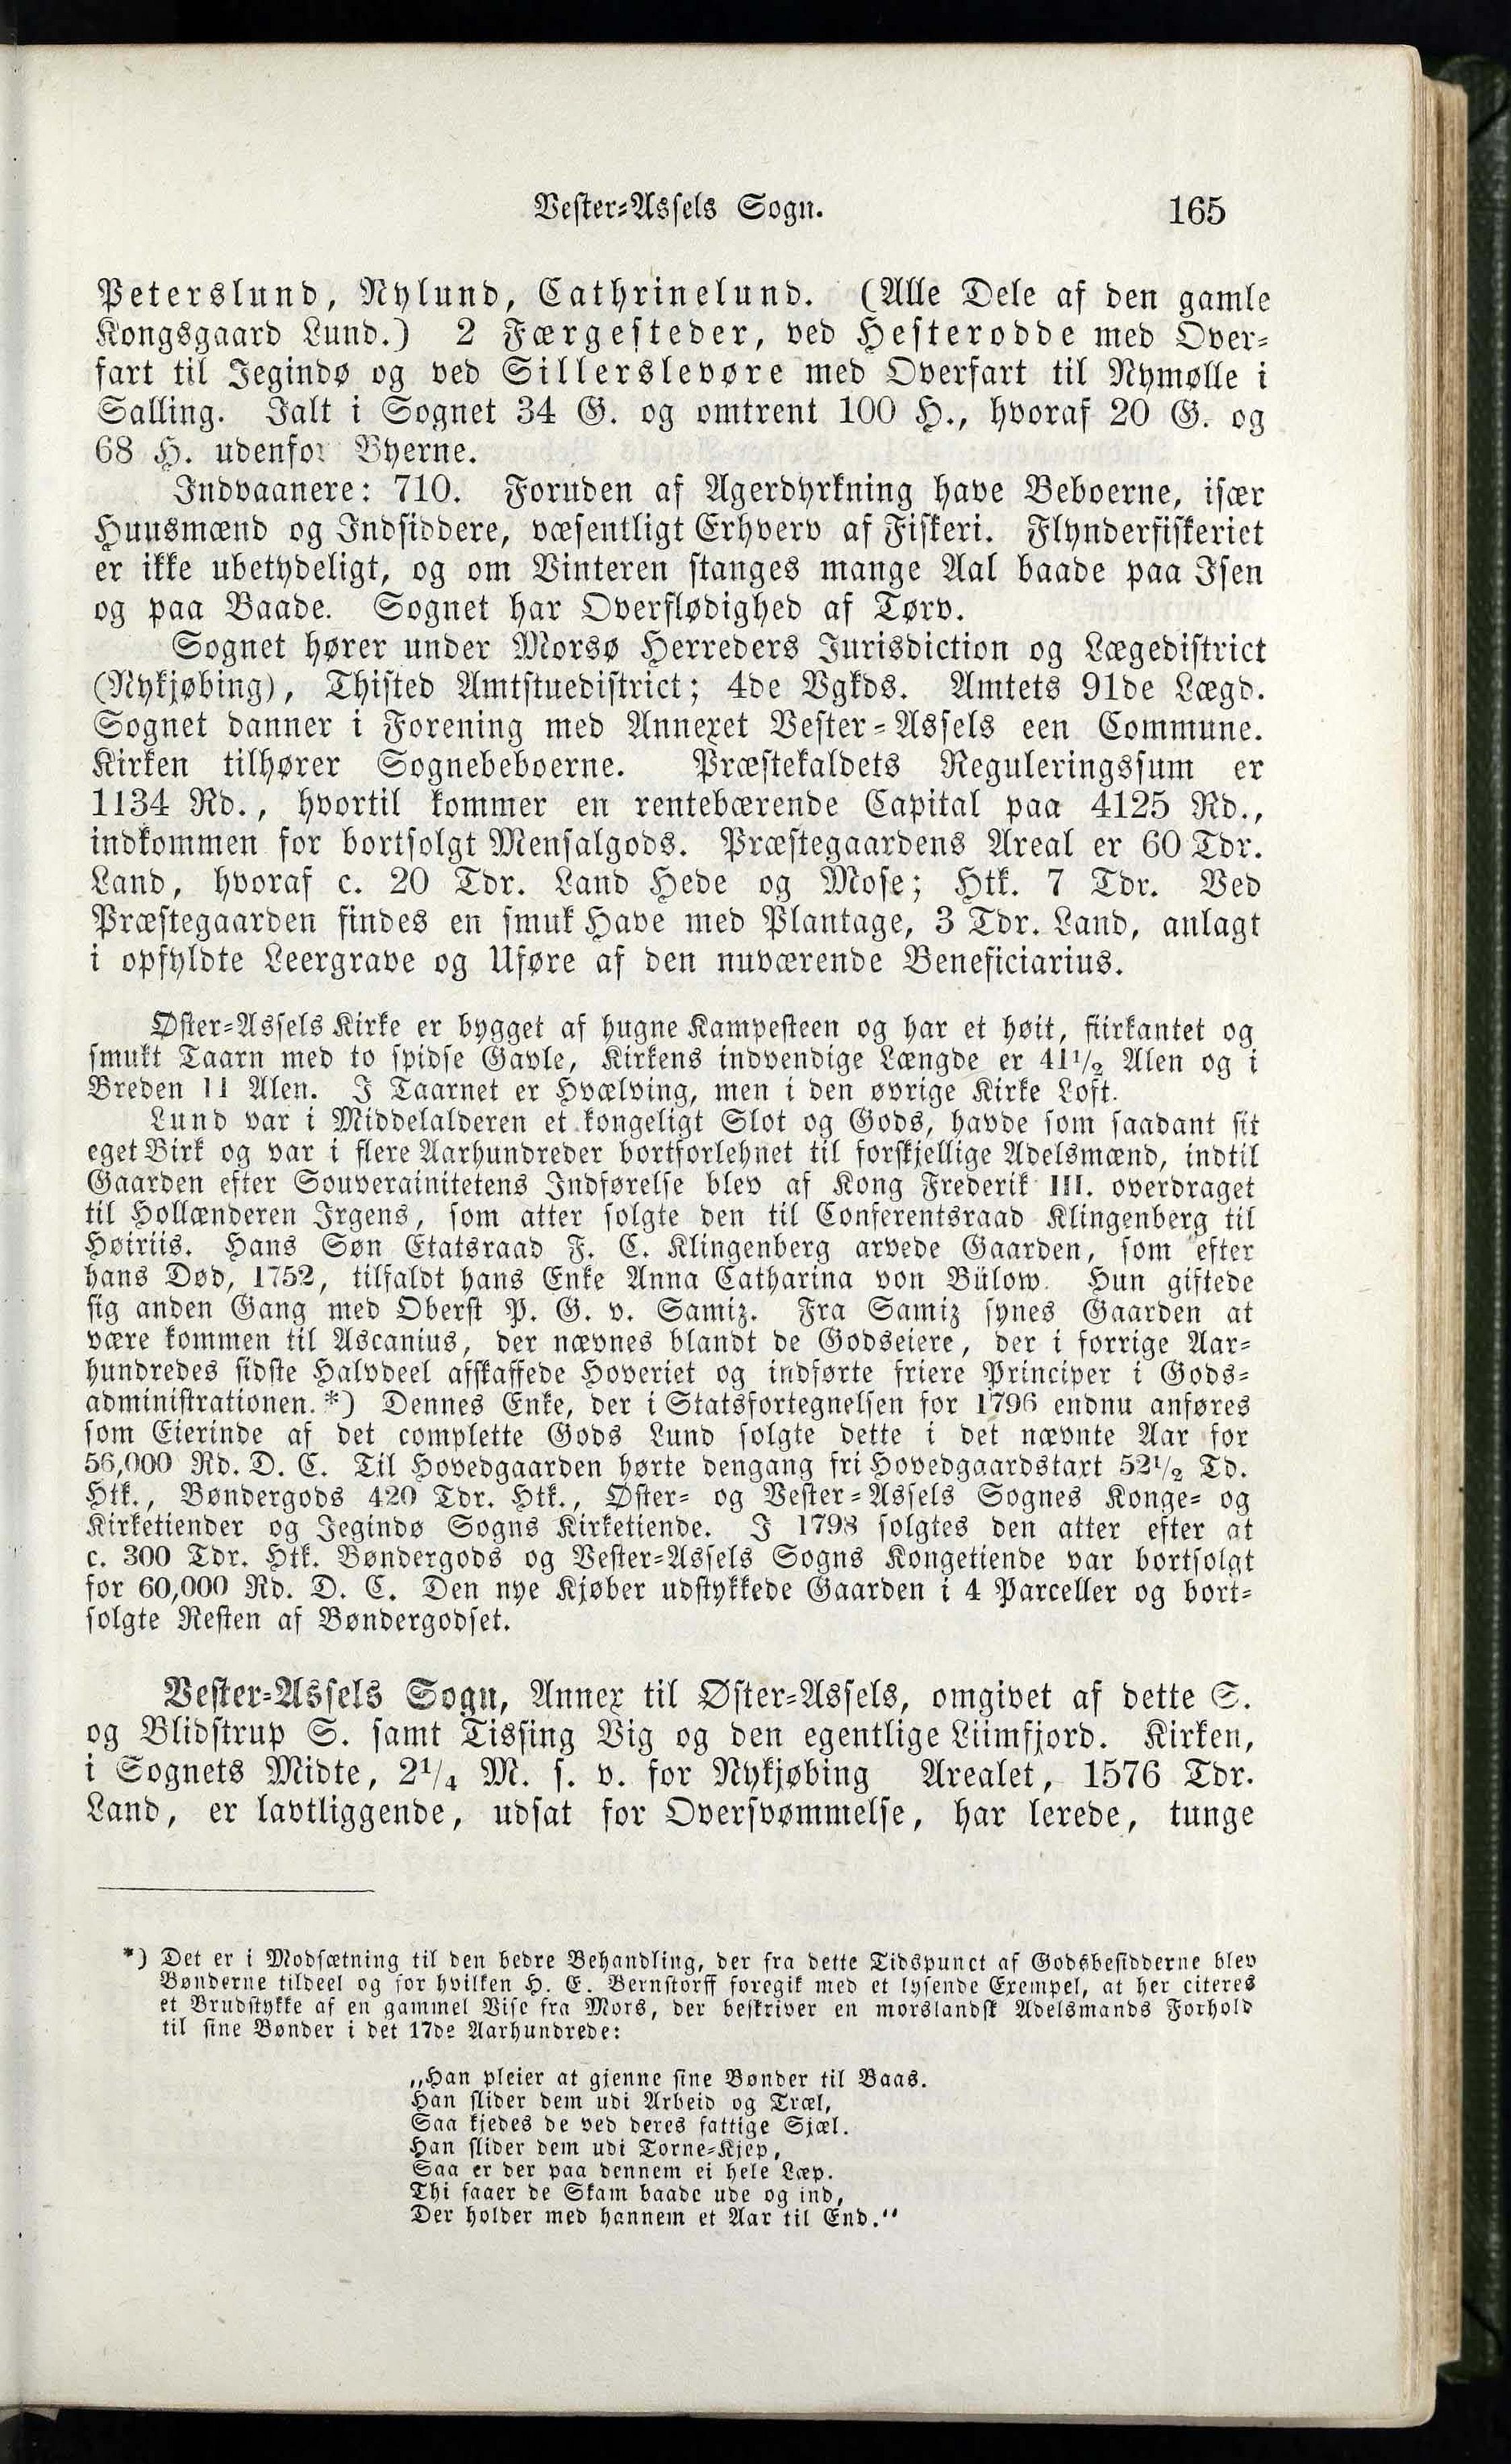 Vester-Assels Sogn. 165
Peterslund, Nylund, Cathrinelund. (Alle Dele af den gamle
Kongsgaard Lund.) 2 Færgesteder, ved Hesterodde med Over-
fart til Jegindø og ved Sillerslevøre med Overfart til Nymølle i
Salling. Ialt i Sognet 34 G. og omtrent 100 H., hvoraf 20 G. og
68 H. udenfor Byerne.
Indvaanere: 710. Foruden af Agerdyrkning have Beboerne, især
Huusmænd og Indsiddere, væsentligt Erhverv af Fiskeri. Flynderfiskeriet
er ikke ubetydeligt, og om Vinteren stanges mange Aal baade paa Isen
og paa Baade. Sognet har Overflødighed af Tørv.
Sognet hører under Morsø Herreders Jurisdiction og Lægedistrict
(Nykjøbing), Thisted Amtstuedistrict; 4de Vgkds. Amtets 91de Lægd.
Sognet danner i Forening med Annexet Vester-Assels een Commune.
Kirken tilhører Sognebeboerne. Præstekaldets Reguleringssum er
1134 Rd., hvortil kommer en rentebærende Capital paa 4125 Rd.,
indkommen for bortsolgt Mensalgods. Præstegaardens Areal er 60 Tdr.
Land, hvoraf c. 20 Tdr. Land Hede og Mose; Htk. 7 Tdr. Ved
Præstegaarden findes en smuk Have med Plantage, 3 Tdr. Land, anlagt
i opfyldte Leergrave og Uføre af den nuværende Beneficiarius.
Øster-Assels Kirke er bygget af hugne Kampesteen og har et høit, fiirkantet og
smukt Taarn med to spidse Gavle, Kirkens indvendige Længde er 41½ Alen og i
Breden 11 Alen. I Taarnet er Hvælving, men i den øvrige Kirke Loft.
Lund var i Middelalderen et kongeligt Slot og Gods, havde som saadant sit
eget Birk og var i flere Aarhundreder bortforlehnet til forskjellige Adelsmænd, indtil
Gaarden efter Souverainitetens Indførelse blev af Kong Frederik III. overdraget
til Hollænderen Irgens, som atter solgte den til Conferentsraad Klingenberg til
Høiriis. Hans Søn Etatsraad F. C. Klingenberg arvede Gaarden, som efter
hans Død, 1752, tilfaldt hans Enke Anna Catharina von Bülow. Hun giftede
sig anden Gang med Oberst P. G. v. Samiz. Fra Samiz synes Gaarden at
være kommen til Ascanius, der nævnes blandt de Godseiere, der i forrige Aar-
hundredes sidste Halvdeel afskaffede Hoveriet og indførte friere Principer i Gods-
administrationen.*) Dennes Enke, der i Statsfortegnelsen for 1796 endnu anføres
som Eierinde af det complette Gods Lund solgte dette i det nævnte Aar for
56,000 Rd. D. C. Til Hovedgaarden hørte dengang fri Hovedgaardstaxt 52½ Td.
Htk., Bøndergods 420 Tdr. Htk., Øster- og Vester-Assels Sognes Konge- og
Kirketiender og Jegindø Sogns Kirketiende. I 1798 solgtes den atter efter at
c. 300 Tdr. Htk. Bøndergods og Vester-Assels Sogns Kongetiende var bortsolgt
for 60,000 Rd. D. C. Den nye Kjøber udstykkede Gaarden i 4 Parceller og bort-
solgte Resten af Bøndergodset.
Vester-Assels Sogn, Annex til Øster-Assels, omgivet af dette S.
og Blidstrup S. samt Tissing Vig og den egentlige Liimfjord. Kirken,
i Sognets Midte, 2¼ M. s. v. for Nykjøbing Arealet, 1576 Tdr.
Land, er lavtliggende, udsat for Oversvømmelse, har lerede, tunge
*) Det er i Modsætning til den bedre Behandling, der fra dette Tidspunct af Godsbesidderne blev
Bønderne tildeel og for hvilken H. E. Bernstorff foregik med et lysende Exempel, at her citeres
et Brudstykke af en gammel Vise fra Mors, der beskriver en morslandsk Adelsmands Forhold
til sine Bønder i det 17de Aarhundrede:
„Han pleier at gjenne sine Bønder til Baas.
Han slider dem udi Arbeid og Træl,
Saa kjedes de ved deres fattige Sjæl.
Han slider dem udi Torne-Kjep,
Saa er der paa dennem ei hele Læp.
Thi faaer de Skam baade ude og ind,
Der holder med hannem et Aar til End."